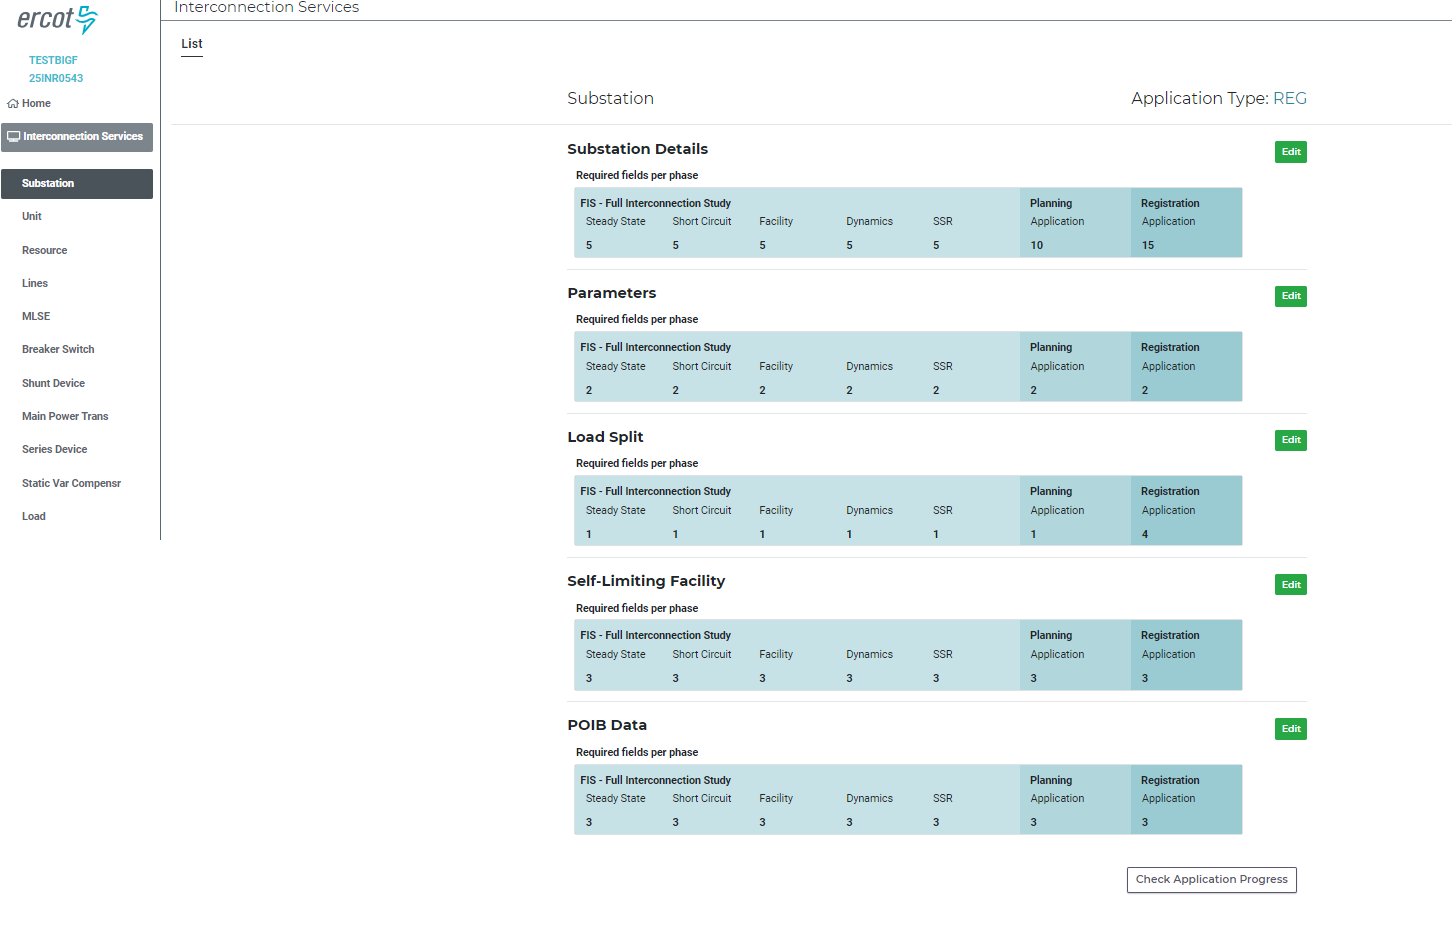 ercot
Interconnection Services
List
TESTBIGF
25INR0543
Home
Interconnection Services
Substation
Unit
Resource
Lines
MLSE
Breaker Switch
Shunt Device
Main Power Trans
Series Device
Static Var Compensr
Load
Substation Application Type: REG
Substation Details Edit
Required fields per phase
FIS - Full Interconnection Study Planning Registration
Steady State Short Circuit Facility Dynamics SSR Application Application
5 5 5 5 5 10 15
Parameters Edit
Required fields per phase
FIS - Full Interconnection Study Planning Registration
Steady State Short Circuit Facility Dynamics SSR Application Application
2 2 2 2 2 2 2
Load Split Edit
Required fields per phase
FIS - Full Interconnection Study Planning Registration
Steady State Short Circuit Facility Dynamics SSR Application Application
1 1 1 1 1 1 4
Self-Limiting Facility Edit
Required fields per phase
FIS - Full Interconnection Study Planning Registration
Steady State Short Circuit Facility Dynamics SSR Application Application
3 3 3 3 3 3 3
POIB Data Edit
Required fields per phase
FIS - Full Interconnection Study Planning Registration
Steady State Short Circuit Facility Dynamics SSR Application Application
3 3 3 3 3 3 3
Check Application Progress